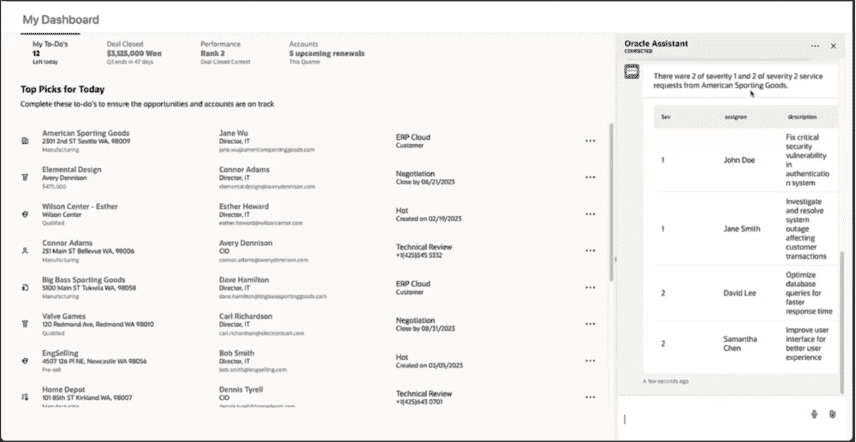 My Dashboard
My To-Do's
12
Left today
Deal Closed
$3,125,000 Won
Q3 ends in 47 days
Performance
Rank 2
Deal Closed Contest
Accounts
5 upcoming renewals
This Quarter
Top Picks for Today
Complete these to-do's to ensure the opportunities and accounts are on track
American Sporting Goods
2301 2nd ST Seattle WA, 98009
Manufacturing
Jane Wu
Director, IT
jane.wu@americansportinggoods.com
ERP Cloud
Customer
Elemental Design
Avery Dennison
$475,000
Connor Adams
Director, IT
elemental.design@averydennison.com
Negotiation
Close by 06/21/2023
Wilson Center - Esther
Wilson Center
Qualified
Esther Howard
Director, IT
esther.howard@wilsoncenter.com
Hot
Created on 02/19/2023
Connor Adams
251 Main ST Bellevue WA, 98006
Manufacturing
Avery Dennison
CIO
connor.adams@averydennison.com
Technical Review
+1(425)545 5332
Big Bass Sporting Goods
5100 Main ST Tukwila WA, 98058
Manufacturing
Dave Hamilton
Director, IT
dave.hamilton@bigbasssportinggoods.com
ERP Cloud
Customer
Valve Games
120 Redmond Ave, Redmond WA 98010
Qualified
Carl Richardson
Director, IT
Negotiation
Close by 08/31/2023
EngSelling
4507 126 Pl NE, Newcastle WA 98056
Pre-sell
Bob Smith
Director, IT
bob.smith@engselling.com
Hot
Created on 03/05/2023
Home Depot
101 85th ST Kirkland WA, 98007
Dennis Tyrell
CIO
Technical Review
+1(425)643 0701
Oracle Assistant
CONNECTED
There were 2 of severity 1 and 2 of severity 2 service
requests from American Sporting Goods.
Sev assignee description
1 John Doe
Fix critical
security
vulnerability
in
authenticatio
n system
1 Jane Smith
Investigate
and resolve
system
outage
affecting
customer
transactions
2 David Lee
Optimize
database
queries for
faster
response time
2 Samantha
Chen
Improve user
interface for
better user
experience
A few seconds ago